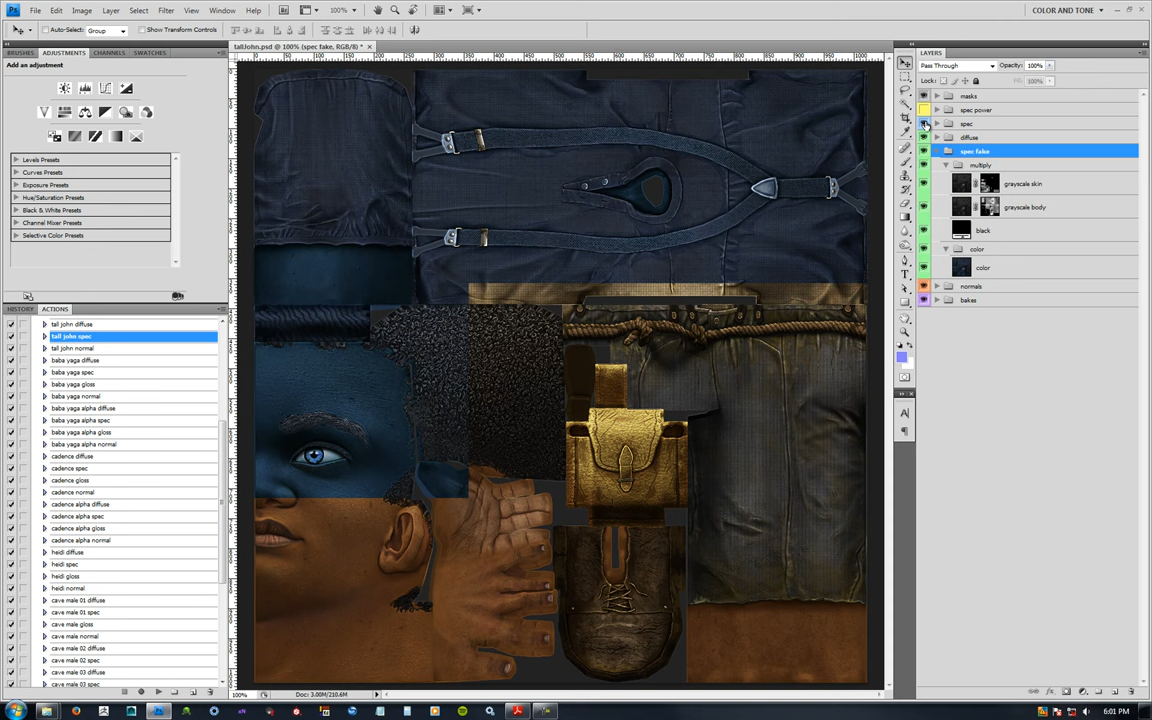 Ps File Edit Image Layer Select Filter View Window Help Br 100% COLOR AND TONE
Auto-Select: Group Show Transform Controls
BRUSHES ADJUSTMENTS CHANNELS SWATCHES
Add an adjustment
Levels Presets
Curves Presets
Exposure Presets
Hue/Saturation Presets
Black & White Presets
Channel Mixer Presets
Selective Color Presets
HISTORY ACTIONS
tall john diffuse
tall john spec
tall john normal
baba yaga diffuse
baba yaga spec
baba yaga gloss
baba yaga normal
baba yaga alpha diffuse
baba yaga alpha spec
baba yaga alpha gloss
baba yaga alpha normal
cadence diffuse
cadence spec
cadence gloss
cadence normal
cadence alpha diffuse
cadence alpha spec
cadence alpha gloss
cadence alpha normal
heidi diffuse
heidi spec
heidi gloss
heidi normal
cave male 01 diffuse
cave male 01 spec
cave male gloss
cave male normal
cave male 02 diffuse
cave male 02 spec
cave male 03 diffuse
cave male 03 spec
tallJohn.psd @ 100% (spec fake, RGB/8) *
100% Doc: 3.00M/210.6M
LAYERS
Pass Through Opacity: 100%
Lock: Fill: 100%
masks
spec power
spec
diffuse
spec fake
multiply
grayscale skin
grayscale body
black
color
color
normals
bakes
6:01 PM